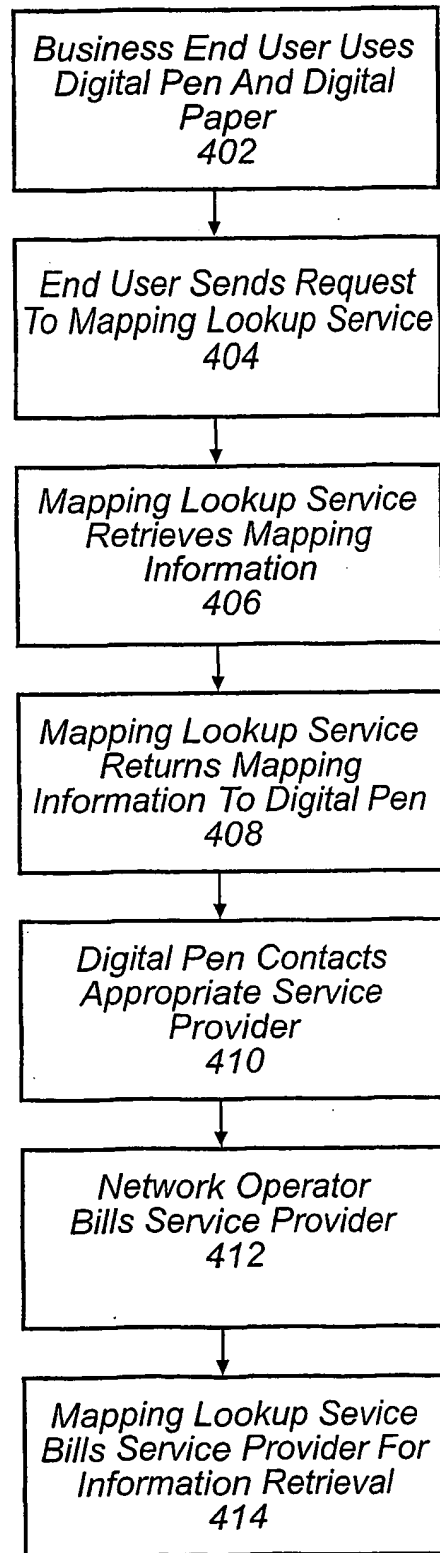 Business End User Uses
Digital Pen And Digital
Paper
402
End User Sends Request
To Mapping Lookup Service
404
Mapping Lookup Service
Retrieves Mapping
Information
406
Mapping Lookup Service
Returns Mapping
Information To Digital Pen
408
Digital Pen Contacts
Appropriate Service
Provider
410
Network Operator
Bills Service Provider
412
Mapping Lookup Sevice
Bills Service Provider For
Information Retrieval
414